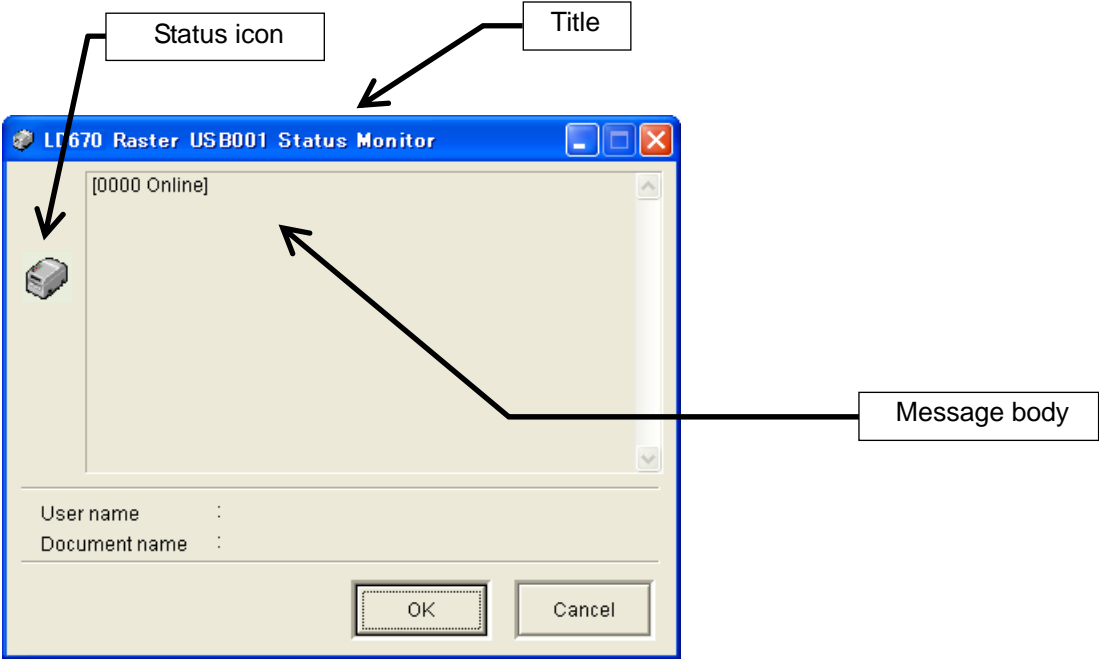 Status icon
Title
LD670 Raster USB001 Status Monitor
[0000 Online]
Message body
User name :
Document name :
OK
Cancel